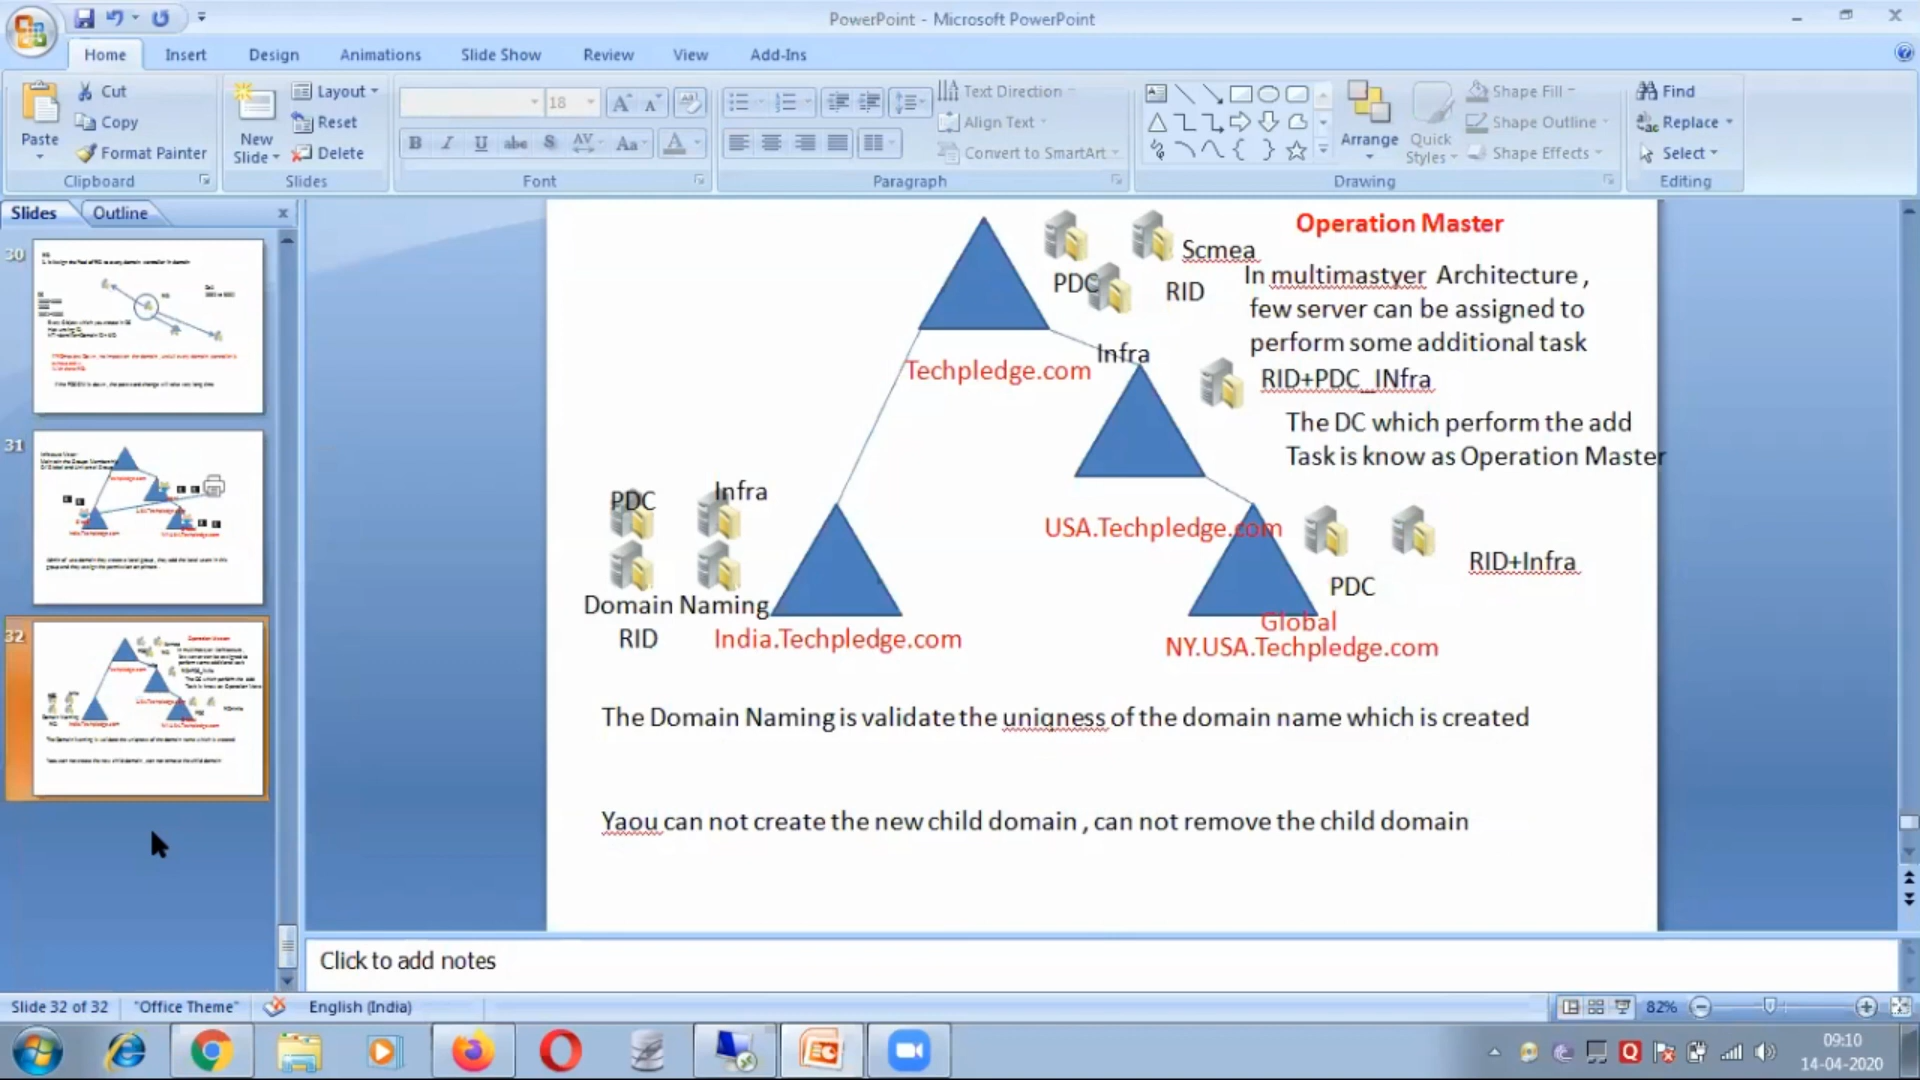 PowerPoint - Microsoft PowerPoint
Home
Insert
Design
Animations
Slide Show
Review
View
Add-Ins
Paste
Cut
Copy
Format Painter
Clipboard
New
Slide
Layout
Reset
Delete
Slides
18
Font
Text Direction
Align Text
Convert to SmartArt
Paragraph
Arrange
Quick
Styles
Shape Fill
Shape Outline
Shape Effects
Drawing
Find
Replace
Select
Editing
Slides
Outline
30
31
32
Operation Master
Scmea
PDC
RID
In multimastyer Architecture ,
few server can be assigned to
perform some additional task
Infra
Techpledge.com
RID+PDC_INfra
The DC which perform the add
Task is know as Operation Master
PDC
Infra
USA.Techpledge.com
RID+Infra
PDC
Domain Naming
RID
India.Techpledge.com
Global
NY.USA.Techpledge.com
The Domain Naming is validate the uniqness of the domain name which is created
Yaou can not create the new child domain , can not remove the child domain
Click to add notes
Slide 32 of 32
"Office Theme"
English (India)
82%
09:10
14-04-2020